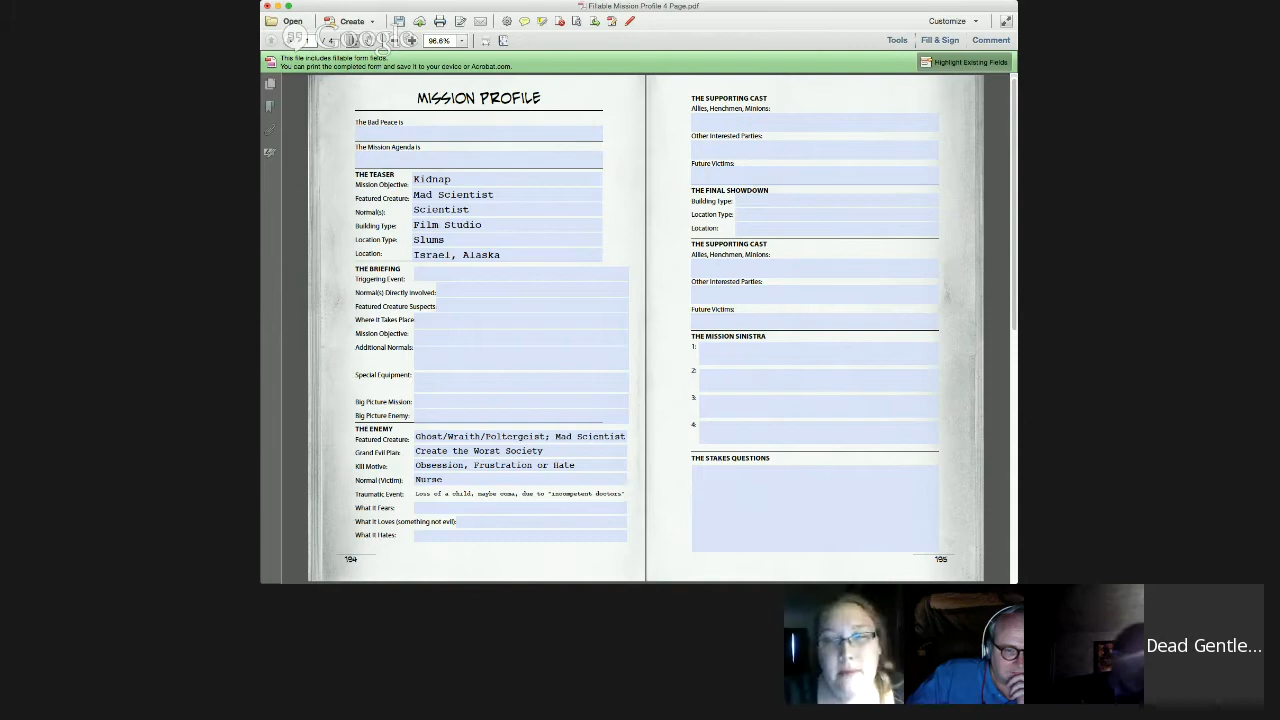 Fillable Mission Profile 4 Page.pdf
Open
Create
Customize
1
/ 4
96.6%
Tools
Fill & Sign
Comment
Google
This file includes fillable form fields.
You can print the completed form and save it to your device or Acrobat.com.
Highlight Existing Fields
MISSION PROFILE
The Bad Peace is
The Mission Agenda is
THE TEASER
Mission Objective: Kidnap
Featured Creature: Mad Scientist
Normal(s): Scientist
Building Type: Film Studio
Location Type: Slums
Location: Israel, Alaska
THE BRIEFING
Triggering Event:
Normal(s) Directly Involved:
Featured Creature Suspects:
Where It Takes Place:
Mission Objective:
Additional Normals:
Special Equipment:
Big Picture Mission:
Big Picture Enemy:
THE ENEMY
Featured Creature: Ghost/Wraith/Poltergeist; Mad Scientist
Grand Evil Plan: Create the Worst Society
Kill Motive: Obsession, Frustration or Hate
Normal (Victim): Nurse
Traumatic Event: Loss of a child, maybe coma, due to "incompetent doctors"
What It Fears:
What It Loves (something not evil):
What It Hates:
194
THE SUPPORTING CAST
Allies, Henchmen, Minions:
Other Interested Parties:
Future Victims:
THE FINAL SHOWDOWN
Building Type:
Location Type:
Location:
THE SUPPORTING CAST
Allies, Henchmen, Minions:
Other Interested Parties:
Future Victims:
THE MISSION SINISTRA
1:
2:
3:
4:
THE STAKES QUESTIONS
195
Dead Gentle...